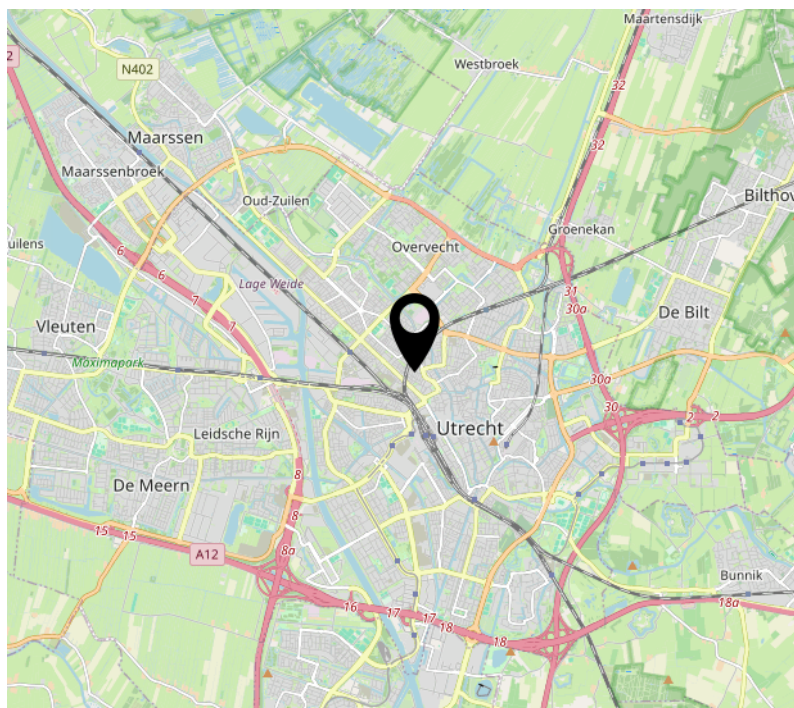 Maartensdijk
2
N402
Westbroek
32
Maarssen
32
Maarssenbroek
Bilthov
Oud-Zuilen
Groenekan
uilens
6
Overvecht
6
Lage Weide
7
31
30a
7
Vleuten
De Bilt
Maximapark
30a
30
2
2
Utrecht
Leidsche Rijn
8
De Meern
8
15
15
8a
A12
Bunnik
16
17
17
18
18
18a